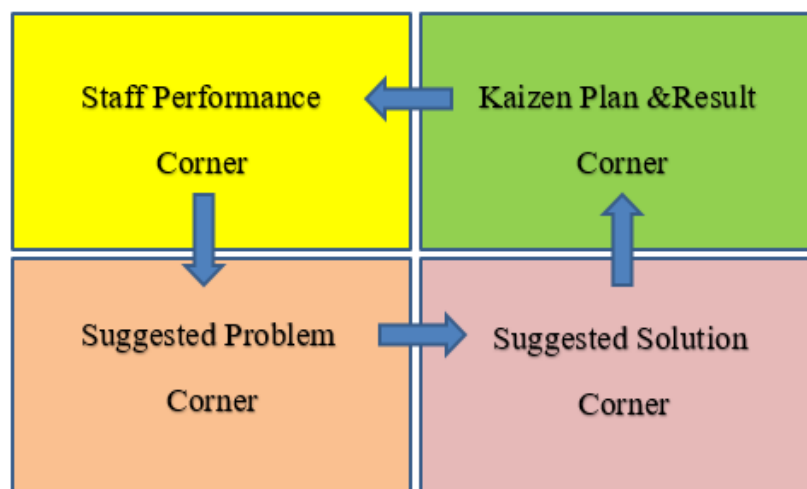 Staff Performance
Corner
Kaizen Plan &Result
Corner
Suggested Problem
Corner
Suggested Solution
Corner